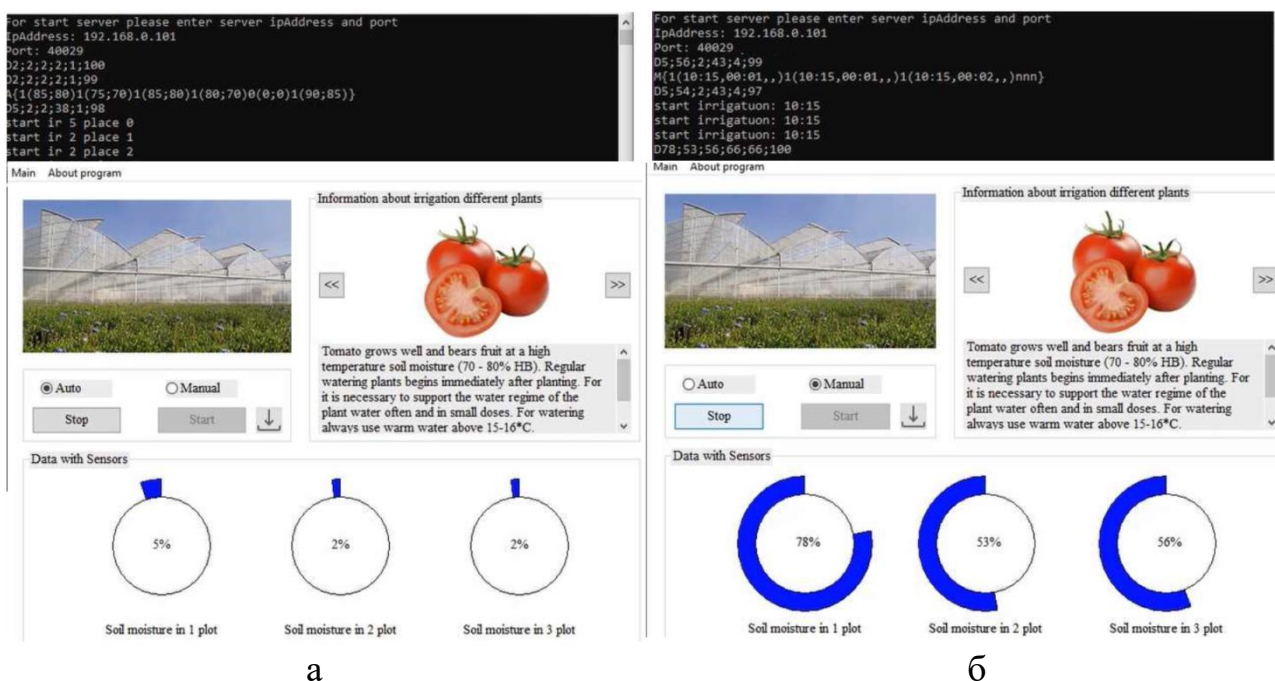 For start server please enter server ipAddress and port
IpAddress: 192.168.0.101
Port: 40029
D2;2;2;2;1;100
D2;2;2;2;1;99
A{1(85;80)1(75;70)1(85;80)1(80;70)0(0;0)1(90;85)}
D5;2;2;38;1;98
start ir 5 place 0
start ir 2 place 1
start ir 2 place 2
Main About program
Information about irrigation different plants
<<
>>
Tomato grows well and bears fruit at a high
temperature soil moisture (70 - 80% HB). Regular
watering plants begins immediately after planting. For
it is necessary to support the water regime of the
plant water often and in small doses. For watering
always use warm water above 15-16*C.
Auto Manual
Stop Start
Data with Sensors
5% 2% 2%
Soil moisture in 1 plot Soil moisture in 2 plot Soil moisture in 3 plot
а
For start server please enter server ipAddress and port
IpAddress: 192.168.0.101
Port: 40029
D5;56;2;43;4;99
M{1(10:15,00:01,,)1(10:15,00:01,,)1(10:15,00:02,,)nnn}
D5;54;2;43;4;97
start irrigatuon: 10:15
start irrigatuon: 10:15
start irrigatuon: 10:15
D78;53;56;66;66;100
Main About program
Information about irrigation different plants
<<
>>
Tomato grows well and bears fruit at a high
temperature soil moisture (70 - 80% HB). Regular
watering plants begins immediately after planting. For
it is necessary to support the water regime of the
plant water often and in small doses. For watering
always use warm water above 15-16*C.
Auto Manual
Stop Start
Data with Sensors
78% 53% 56%
Soil moisture in 1 plot Soil moisture in 2 plot Soil moisture in 3 plot
б